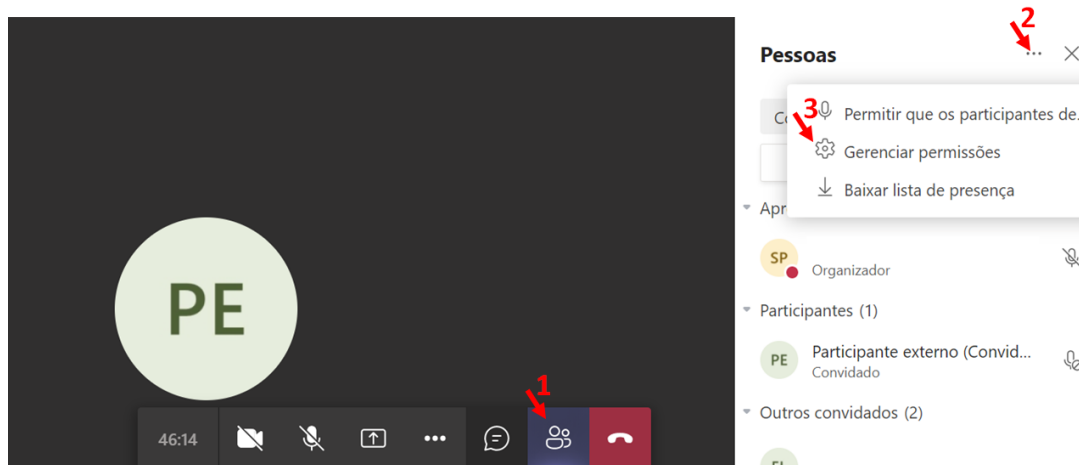 2
Pessoas
3
Permitir que os participantes de.
Gerenciar permissões
Baixar lista de presença
Apr
SP
Organizador
PE
Participantes (1)
PE
Participante externo (Convid...
Convidado
1
46:14
Outros convidados (2)